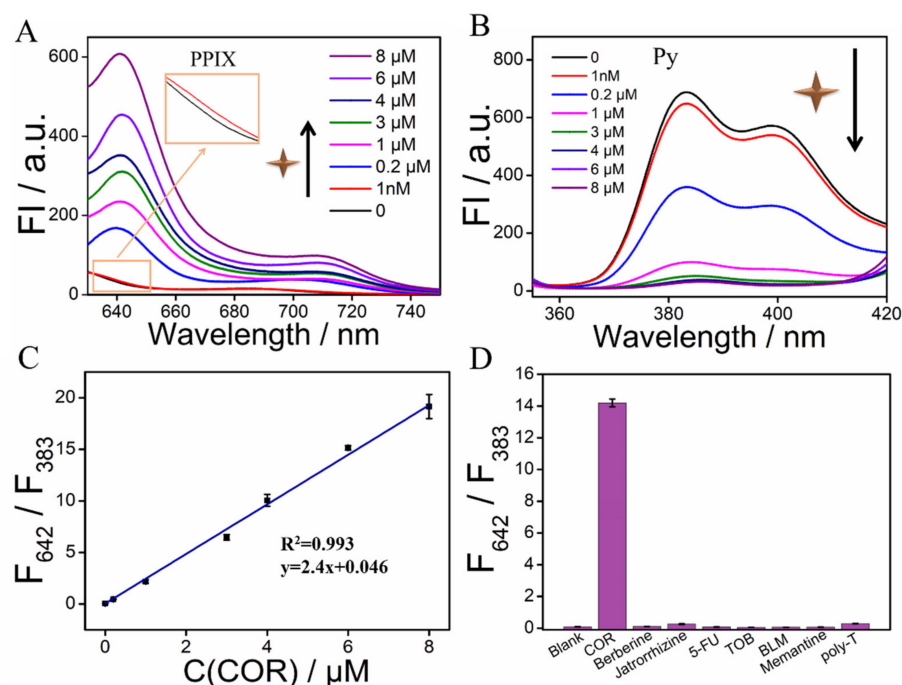 A
FI / a.u.
600
400
200
0
PPIX
8 μM
6 μM
4 μM
3 μM
1 μM
0.2 μM
1nM
0
640 660 680 700 720 740
Wavelength / nm
B
FI / a.u.
800
600
400
200
0
Py
0
1nM
0.2 μM
1 μM
3 μM
4 μM
6 μM
8 μM
360 380 400 420
Wavelength / nm
C
F642 / F383
20
15
10
5
0
R2=0.993
y=2.4x+0.046
0 2 4 6 8
C(COR) / μM
D
F642 / F383
16
14
12
10
8
6
4
2
0
Blank COR Berberine Jatrorrhizine 5-FU TOB BLM Memantine poly-T